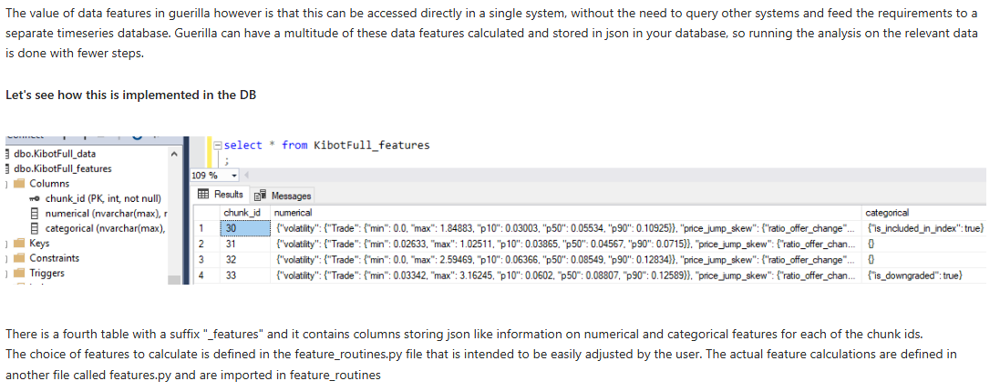 The value of data features in guerilla however is that this can be accessed directly in a single system, without the need to query other systems and feed the requirements to a
separate timeseries database. Guerilla can have a multitude of these data features calculated and stored in json in your database, so running the analysis on the relevant data
is done with fewer steps.
Let's see how this is implemented in the DB
dbo.KibotFull_data
dbo.KibotFull_features
Columns
chunk_id (PK, int, not null)
numerical (nvarchar(max), r
categorical (nvarchar(max),
Keys
Constraints
Triggers
select * from KibotFull_features
;
109 %
Results Messages
chunk_id numerical categorical
1 30 {"volatility": {"Trade": {"min": 0.0, "max": 1.84883, "p10": 0.03003, "p50": 0.05534, "p90": 0.10925}}, "price_jump_skew": {"ratio_offer_change"... {"is_included_in_index": true}
2 31 {"volatility": {"Trade": {"min": 0.02633, "max": 1.02511, "p10": 0.03865, "p50": 0.04567, "p90": 0.0715}}, "price_jump_skew": {"ratio_offer_chan... {}
3 32 {"volatility": {"Trade": {"min": 0.0, "max": 2.59469, "p10": 0.06366, "p50": 0.08549, "p90": 0.12834}}, "price_jump_skew": {"ratio_offer_change"... {}
4 33 {"volatility": {"Trade": {"min": 0.03342, "max": 3.16245, "p10": 0.0602, "p50": 0.08807, "p90": 0.12589}}, "price_jump_skew": {"ratio_offer_chan... {"is_downgraded": true}
There is a fourth table with a suffix "_features" and it contains columns storing json like information on numerical and categorical features for each of the chunk ids.
The choice of features to calculate is defined in the feature_routines.py file that is intended to be easily adjusted by the user. The actual feature calculations are defined in
another file called features.py and are imported in feature_routines